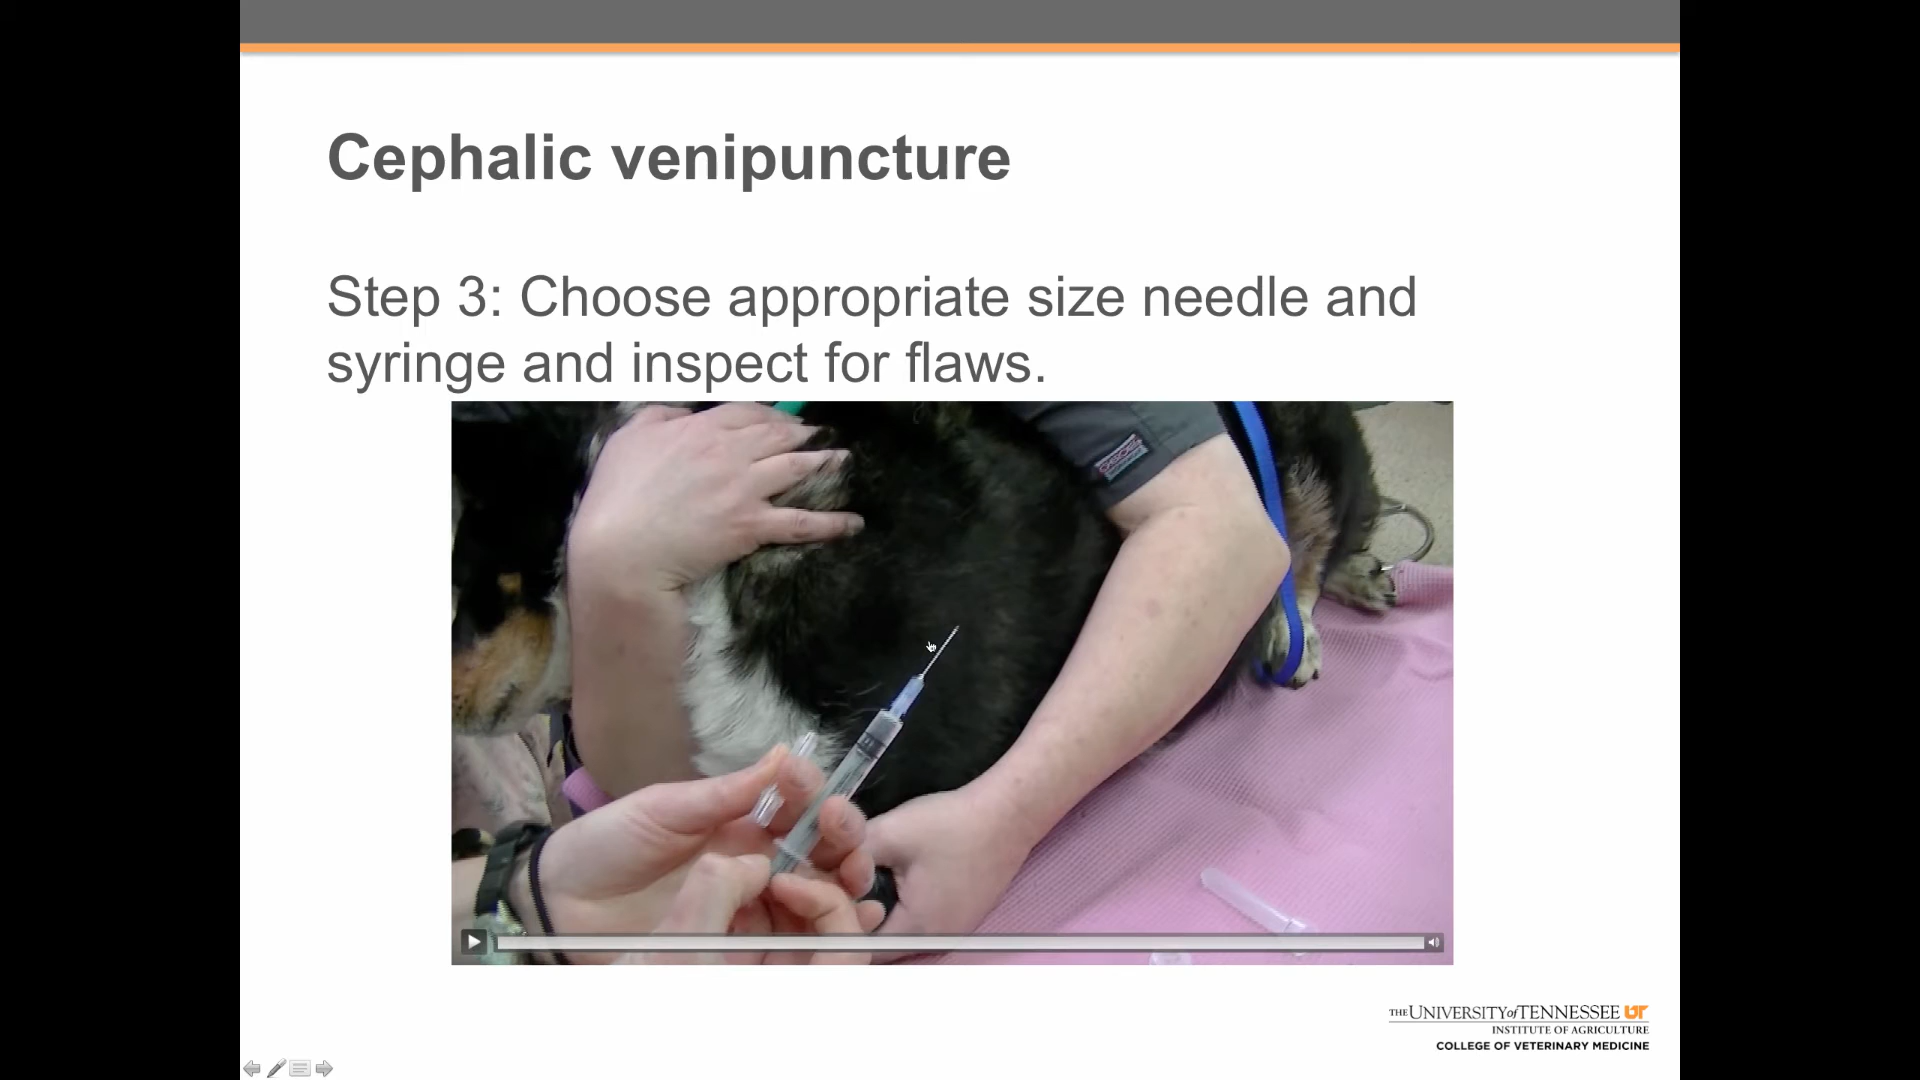 Cephalic venipuncture
Step 3: Choose appropriate size needle and
syringe and inspect for flaws.
THE UNIVERSITY of TENNESSEE UT
INSTITUTE OF AGRICULTURE
COLLEGE OF VETERINARY MEDICINE